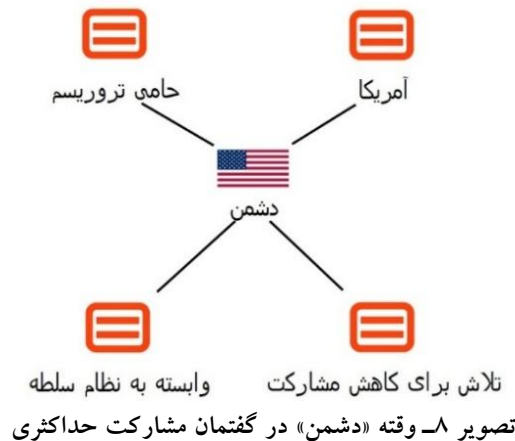 آمریکا
حامی تروریسم
دشمن
تلاش برای کاهش مشارکت
وابسته به نظام سلطه
تصویر ۸ـ وقته «دشمن» در گفتمان مشارکت حداکثری